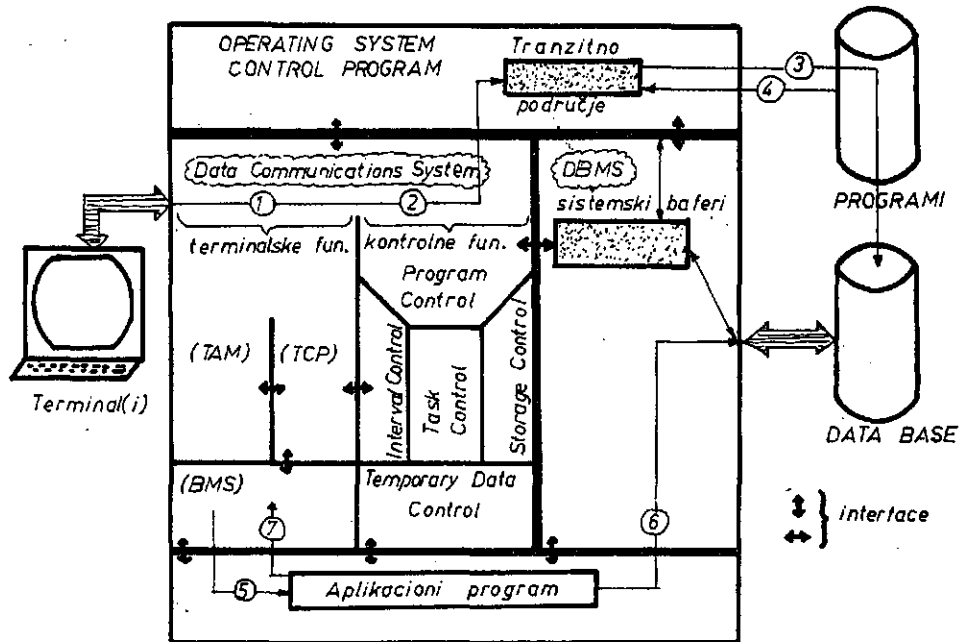 OPERATING SYSTEM
CONTROL PROGRAM
Tranzitno
područje
3
4
Data Communications System
DBMS
1
2
sistemski baferi
PROGRAMI
terminalske fun.
kontrolne fun.
Program
Control
(TAM)
(TCP)
Interval Control
Task
Control
Storage Control
Terminal(i)
DATA BASE
(BMS)
Temporary Data
Control
7
6
interface
5
Aplikacioni program